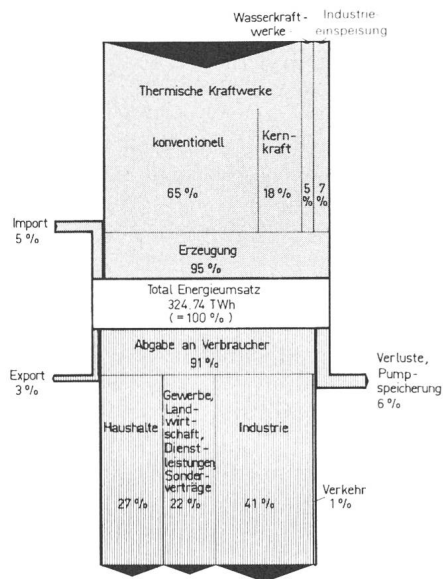 Wasserkraft-
werke
Industrie-
einspeisung
Thermische Kraftwerke
konventionell
65 %
Kern-
kraft
18 %
5
%
7
%
Import
5 %
Erzeugung
95 %
Total Energieumsatz
324.74 TWh
( = 100 % )
Abgabe an Verbraucher
91 %
Export
3 %
Verluste,
Pump-
speicherung
6 %
Haushalte
27 %
Gewerbe,
Land-
wirt-
schaft,
Dienst-
leistungen,
Sonder-
verträge
22 %
Industrie
41 %
Verkehr
1 %